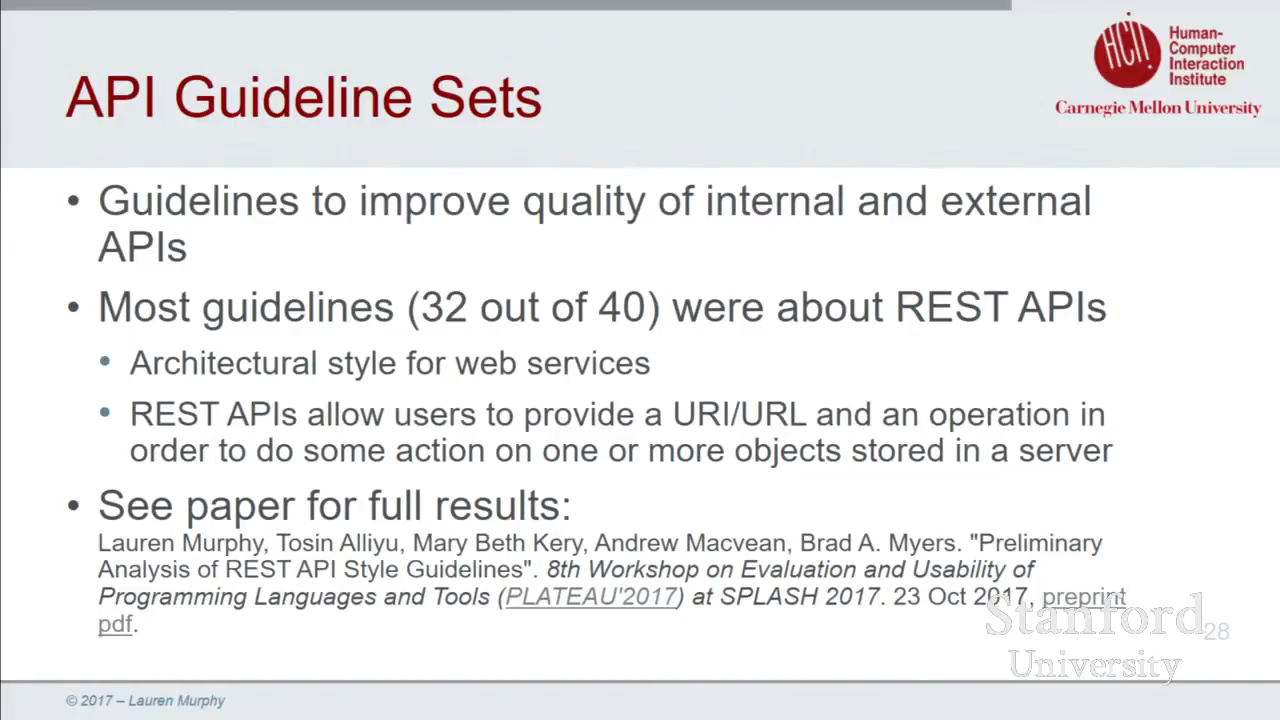 API Guideline Sets
HCII
Human-
Computer
Interaction
Institute
Carnegie Mellon University
• Guidelines to improve quality of internal and external
APIs
• Most guidelines (32 out of 40) were about REST APIs
• Architectural style for web services
• REST APIs allow users to provide a URI/URL and an operation in
order to do some action on one or more objects stored in a server
• See paper for full results:
Lauren Murphy, Tosin Alliyu, Mary Beth Kery, Andrew Macvean, Brad A. Myers. "Preliminary
Analysis of REST API Style Guidelines". 8th Workshop on Evaluation and Usability of
Programming Languages and Tools (PLATEAU'2017) at SPLASH 2017. 23 Oct 2017, preprint
pdf.
Stanford
University
28
© 2017 – Lauren Murphy